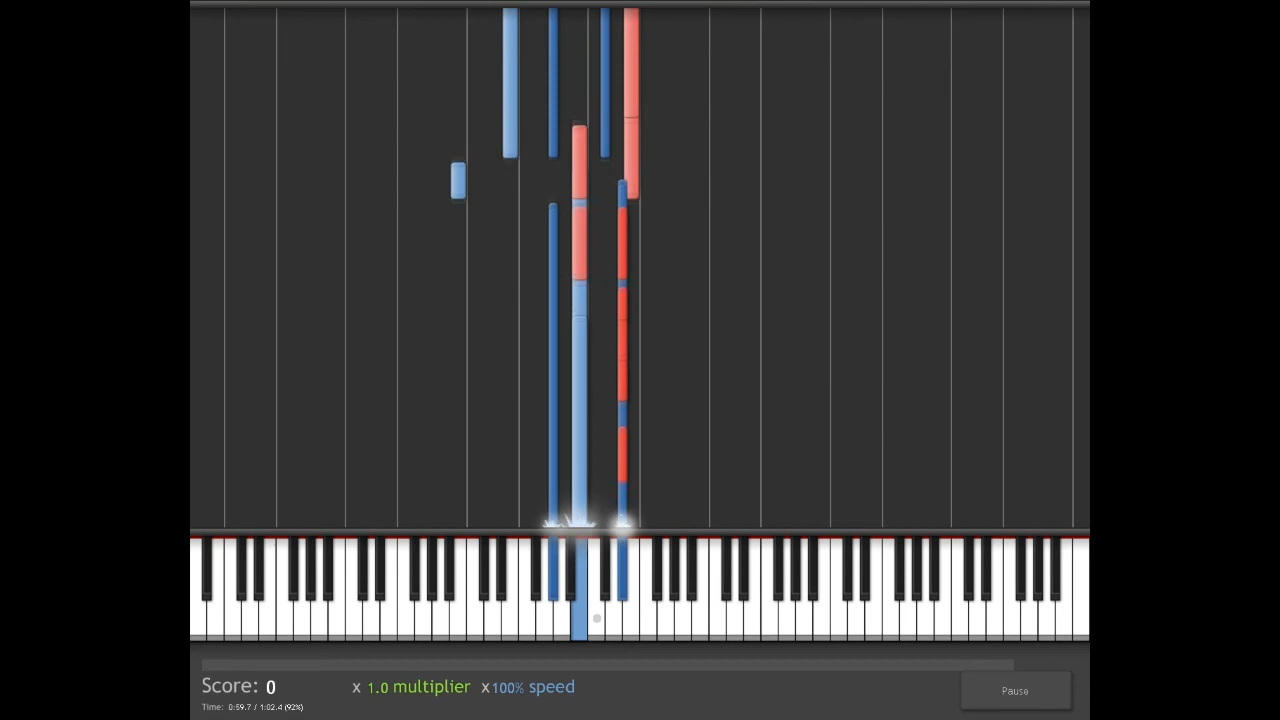 Score: 0 x 1.0 multiplier x100% speed Pause
Time: 0:59.7 / 1:02.4 (92%)